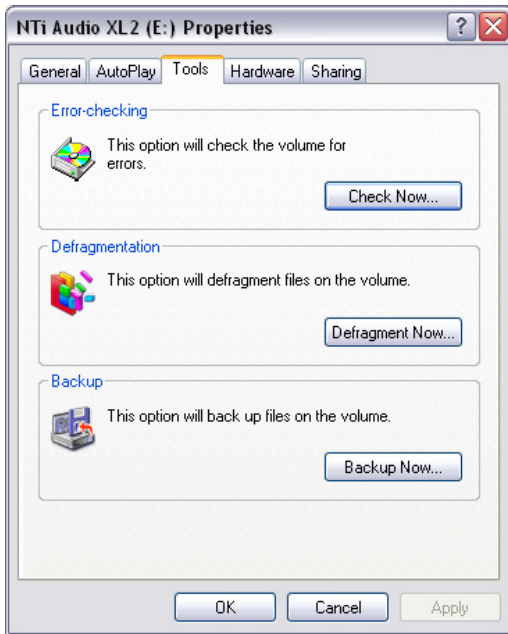 NTi Audio XL2 (E:) Properties
General AutoPlay Tools Hardware Sharing
Error-checking
This option will check the volume for
errors.
Check Now...
Defragmentation
This option will defragment files on the volume.
Defragment Now...
Backup
This option will back up files on the volume.
Backup Now...
OK Cancel Apply